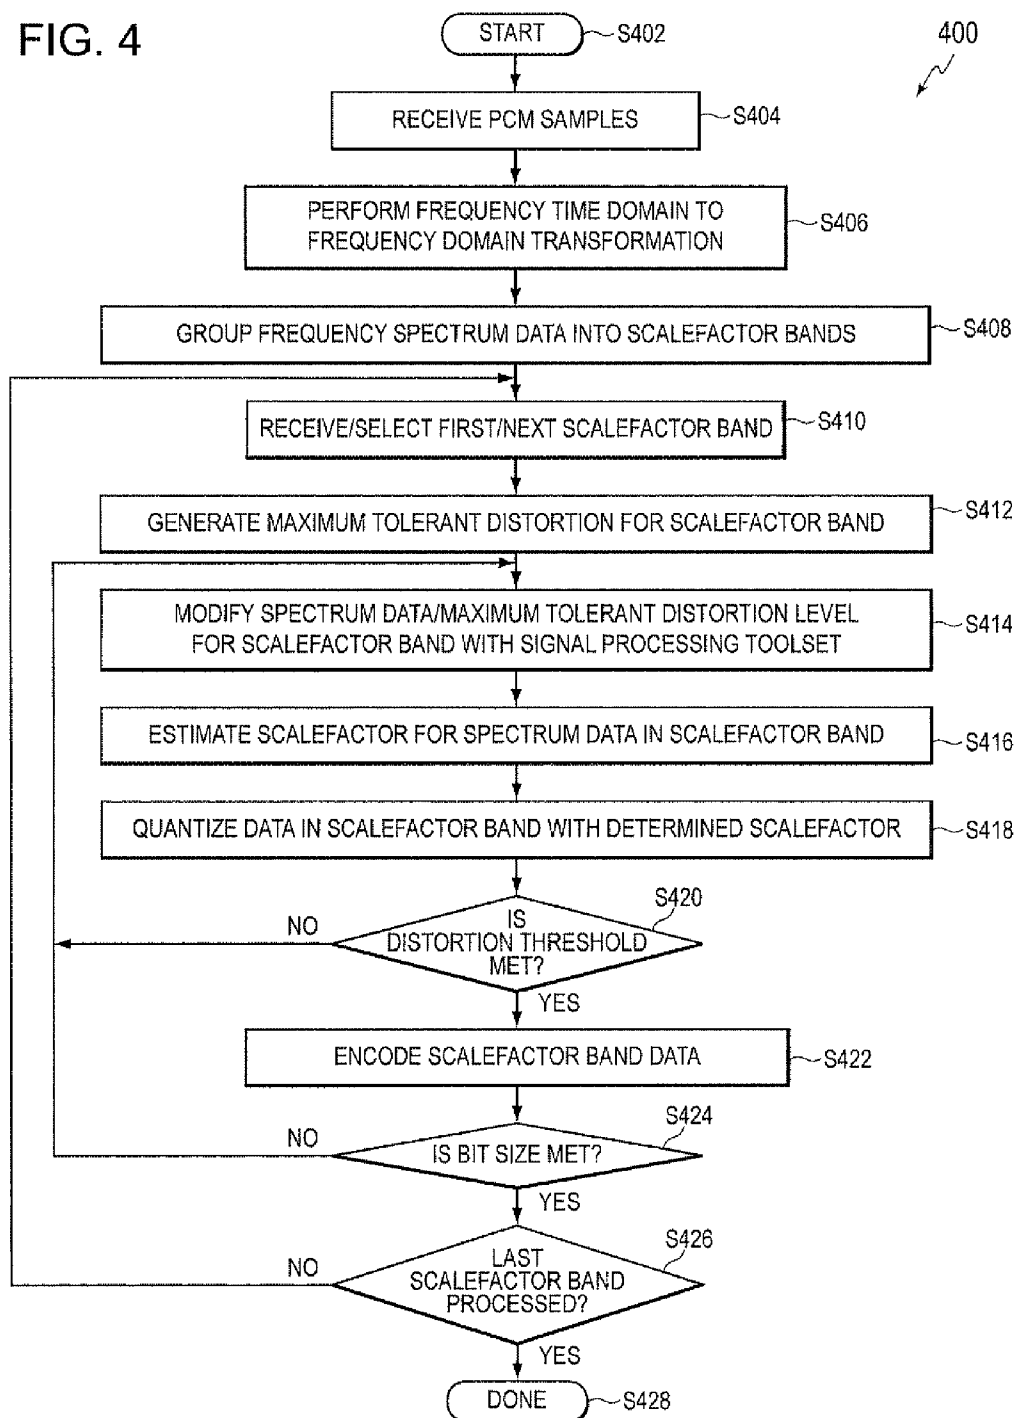 FIG. 4
400
START
S402
RECEIVE PCM SAMPLES
S404
PERFORM FREQUENCY TIME DOMAIN TO
FREQUENCY DOMAIN TRANSFORMATION
S406
GROUP FREQUENCY SPECTRUM DATA INTO SCALEFACTOR BANDS
S408
RECEIVE/SELECT FIRST/NEXT SCALEFACTOR BAND
S410
GENERATE MAXIMUM TOLERANT DISTORTION FOR SCALEFACTOR BAND
S412
MODIFY SPECTRUM DATA/MAXIMUM TOLERANT DISTORTION LEVEL
FOR SCALEFACTOR BAND WITH SIGNAL PROCESSING TOOLSET
S414
ESTIMATE SCALEFACTOR FOR SPECTRUM DATA IN SCALEFACTOR BAND
S416
QUANTIZE DATA IN SCALEFACTOR BAND WITH DETERMINED SCALEFACTOR
S418
IS
DISTORTION THRESHOLD
MET?
S420
NO
YES
ENCODE SCALEFACTOR BAND DATA
S422
IS BIT SIZE MET?
S424
NO
YES
LAST
SCALEFACTOR BAND
PROCESSED?
S426
NO
YES
DONE
S428